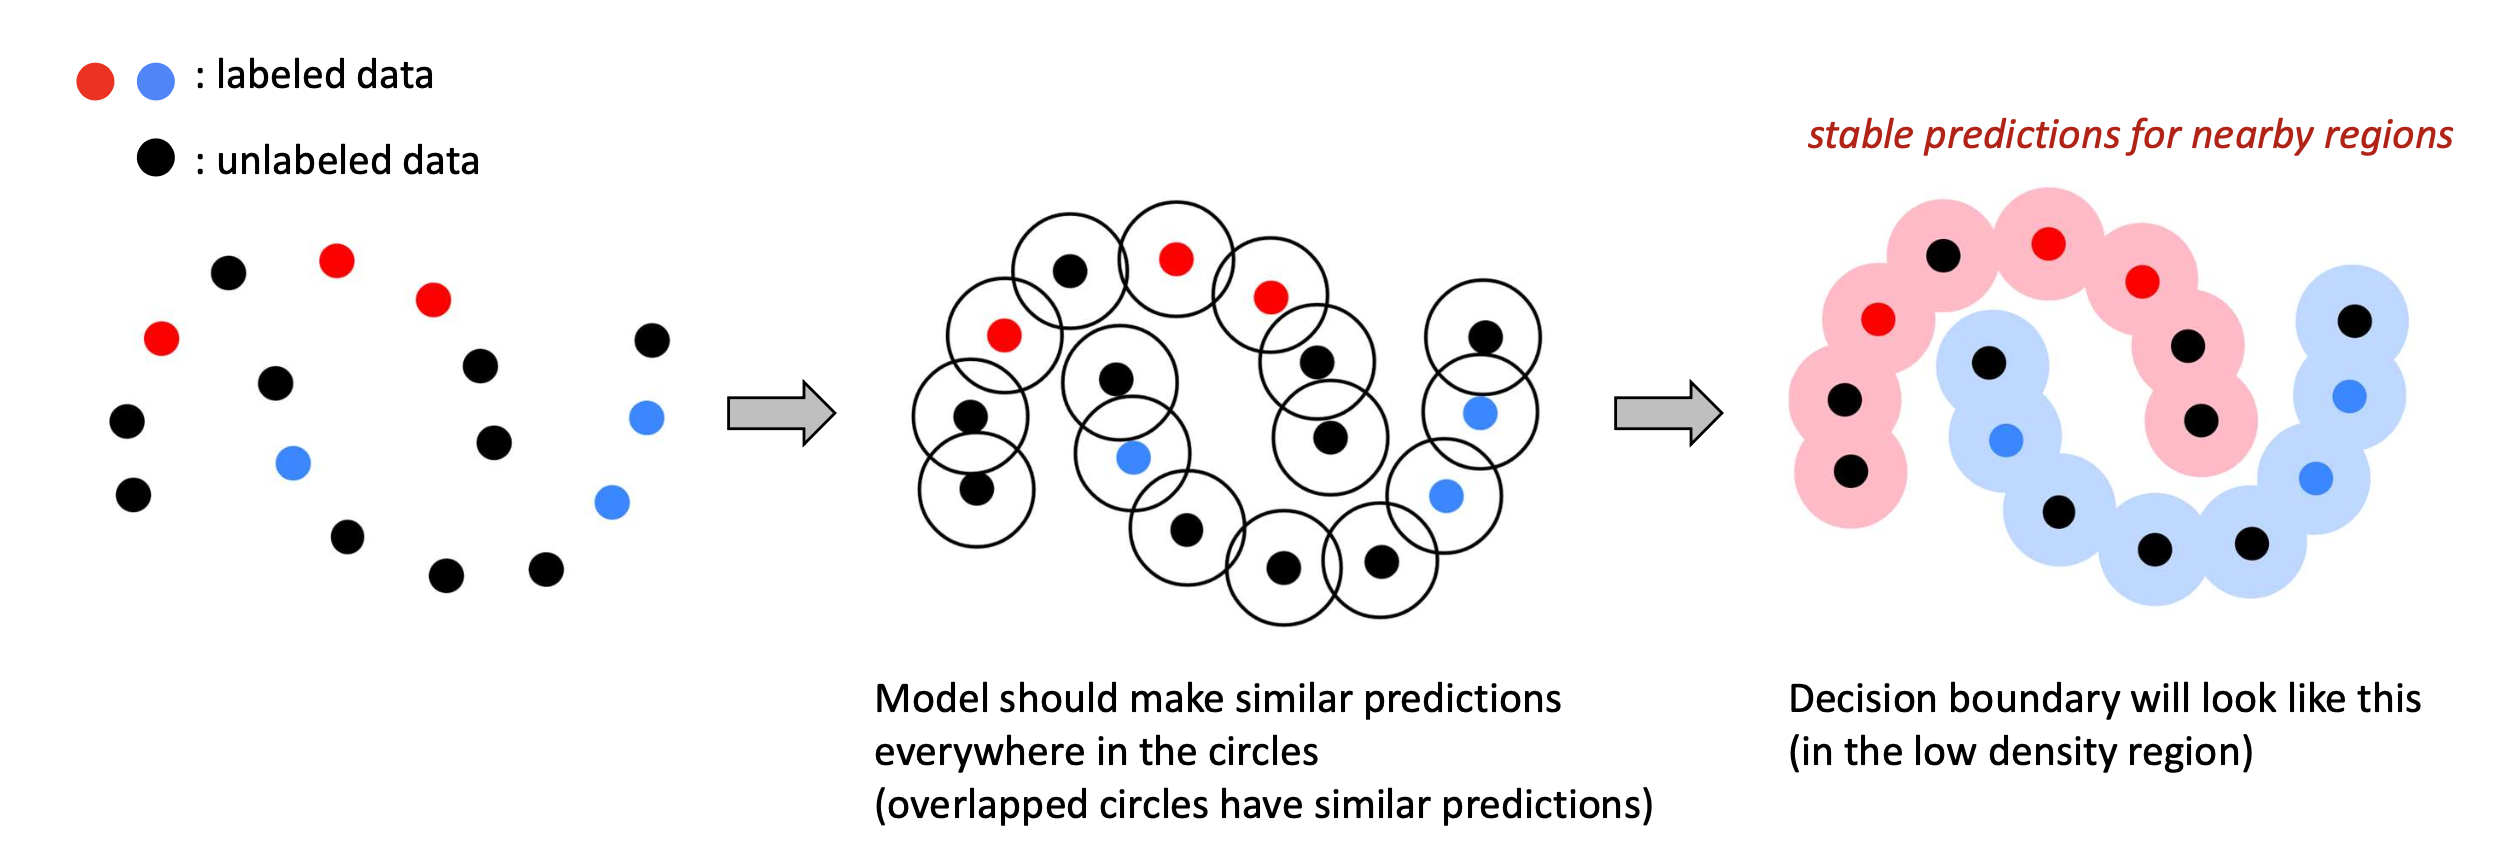 : labeled data
: unlabeled data
stable predictions for nearby regions
Model should make similar predictions
everywhere in the circles
(overlapped circles have similar predictions)
Decision boundary will look like this
(in the low density region)